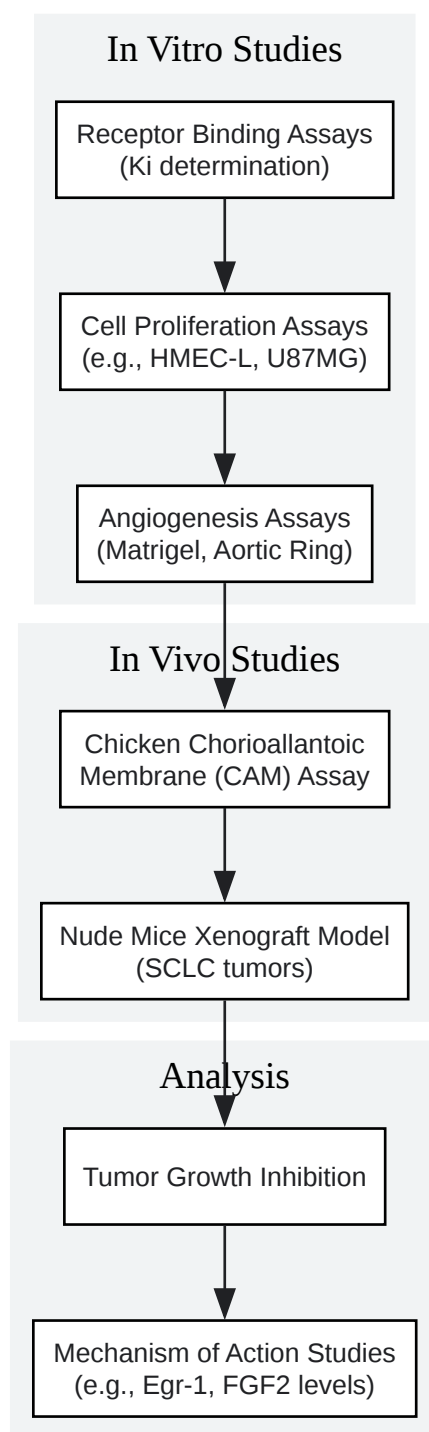 In Vitro Studies
Receptor Binding Assays
(Ki determination)
Cell Proliferation Assays
(e.g., HMEC-L, U87MG)
Angiogenesis Assays
(Matrigel, Aortic Ring)
In Vivo Studies
Chicken Chorioallantoic
Membrane (CAM) Assay
Nude Mice Xenograft Model
(SCLC tumors)
Analysis
Tumor Growth Inhibition
Mechanism of Action Studies
(e.g., Egr-1, FGF2 levels)